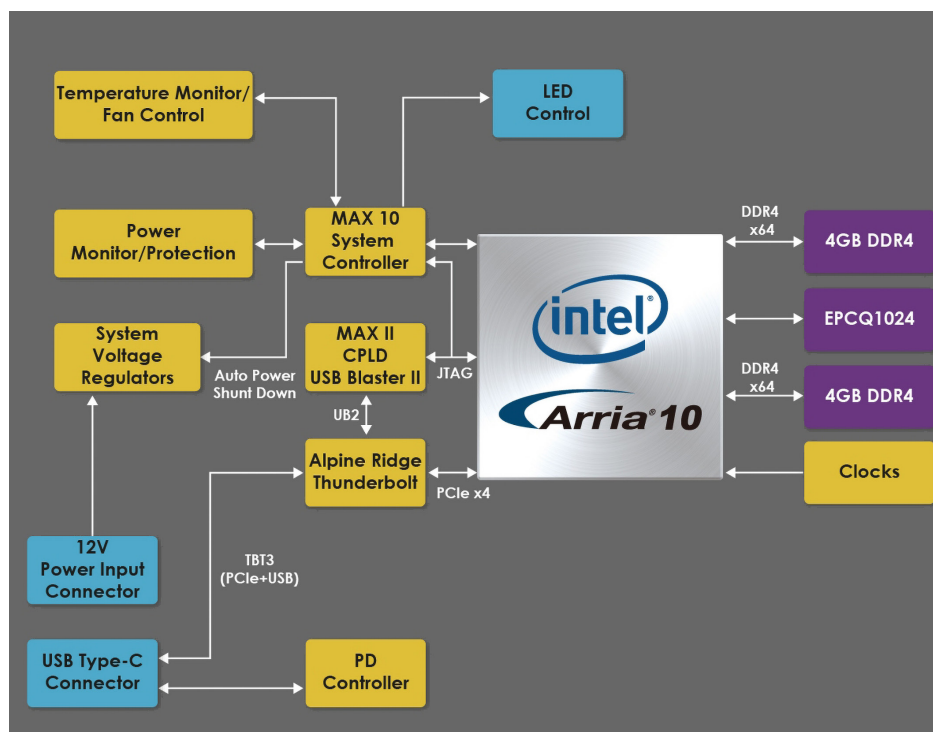 Temperature Monitor/
Fan Control
LED
Control
MAX 10
System
Controller
Power
Monitor/Protection
DDR4
x64
4GB DDR4
intel®
EPCQ1024
System
Voltage
Regulators
MAX II
CPLD
USB Blaster II
Auto Power
Shunt Down
JTAG
DDR4
x64
4GB DDR4
Arria® 10
UB2
Alpine Ridge
Thunderbolt
PCIe x4
Clocks
12V
Power Input
Connector
TBT3
(PCIe+USB)
USB Type-C
Connector
PD
Controller